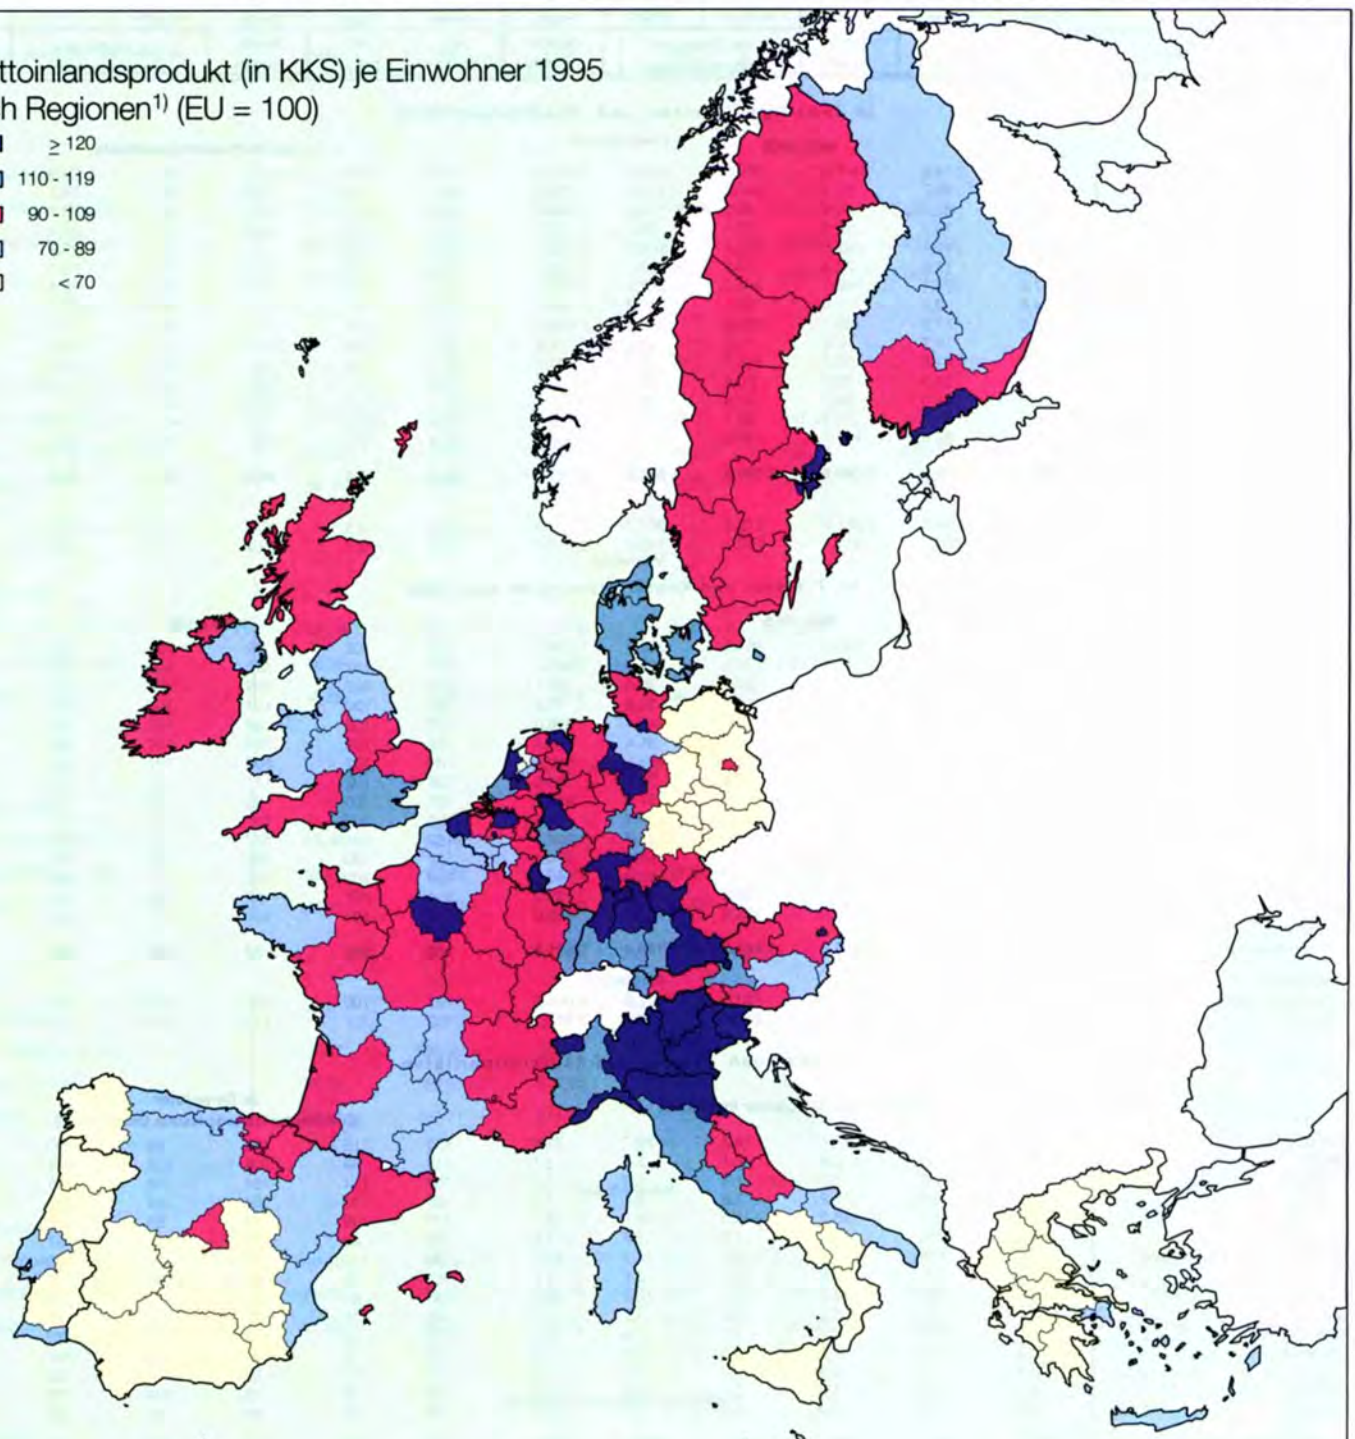 ttoinlandsprodukt (in KKS) je Einwohner 1995
h Regionen¹⁾ (EU = 100)
≥ 120
110 - 119
90 - 109
70 - 89
< 70